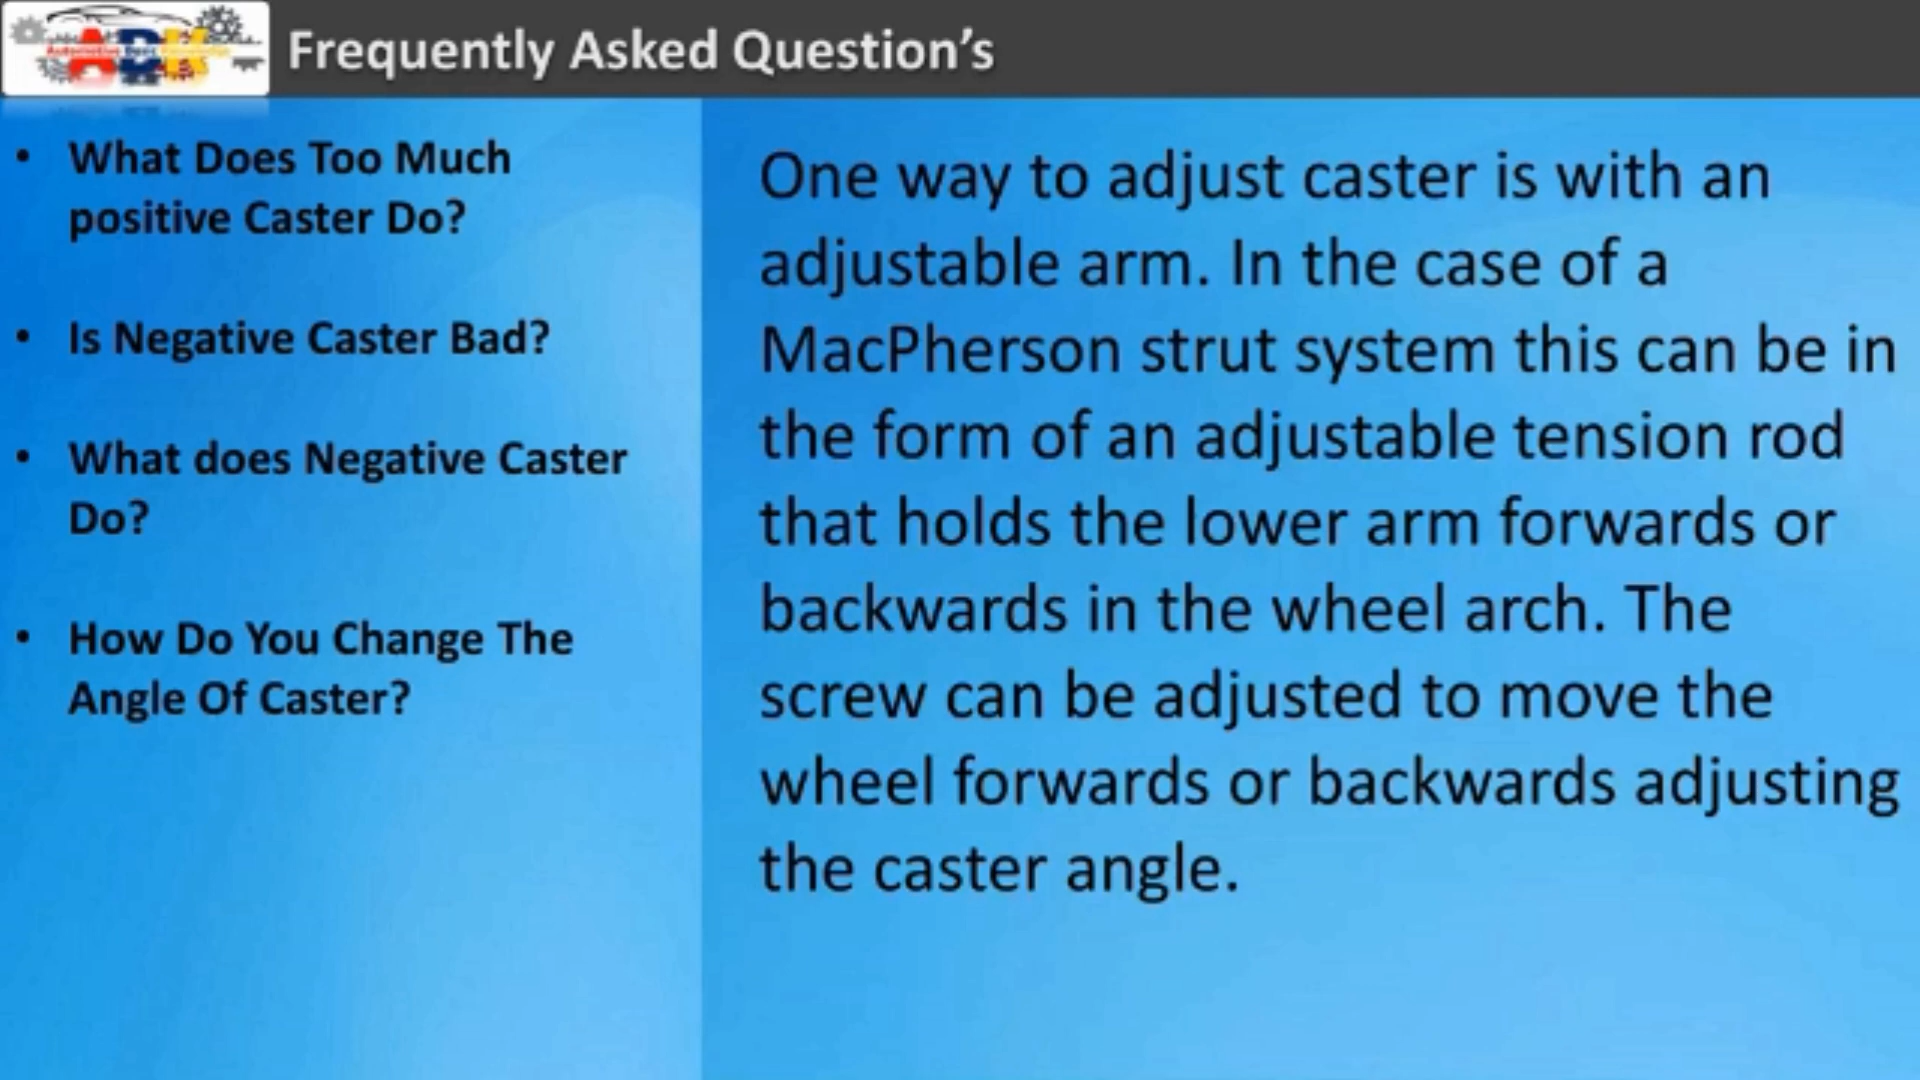 ABK
Frequently Asked Question’s
• What Does Too Much
positive Caster Do?
• Is Negative Caster Bad?
• What does Negative Caster
Do?
• How Do You Change The
Angle Of Caster?
One way to adjust caster is with an
adjustable arm. In the case of a
MacPherson strut system this can be in
the form of an adjustable tension rod
that holds the lower arm forwards or
backwards in the wheel arch. The
screw can be adjusted to move the
wheel forwards or backwards adjusting
the caster angle.